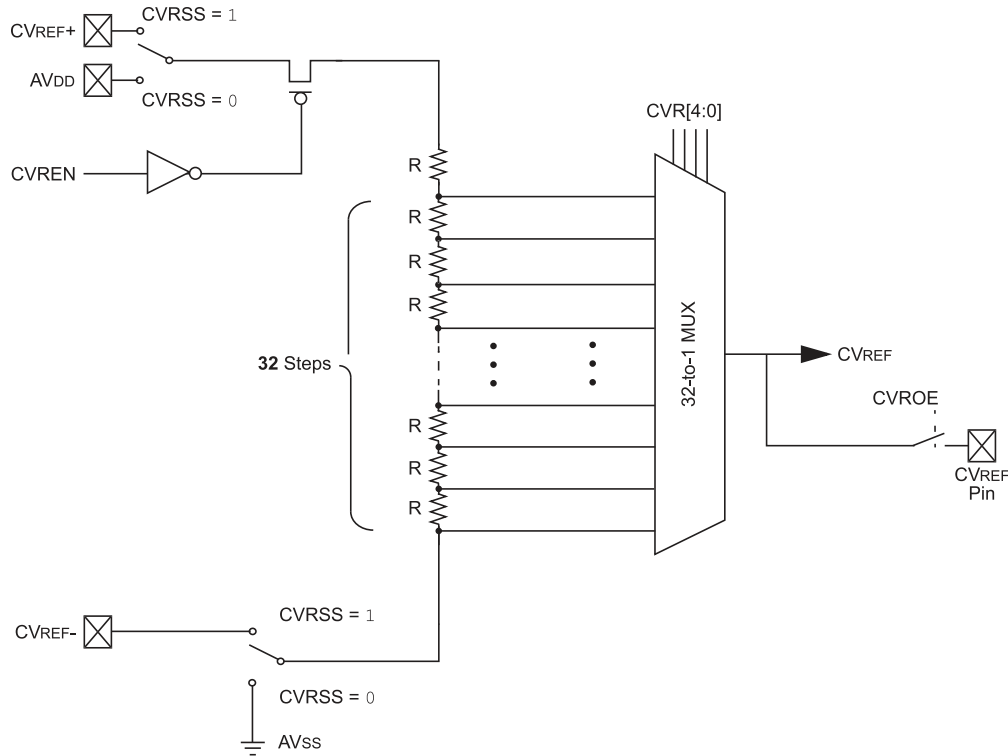 CVRSS = 1
CVREF+
AVDD
CVRSS = 0
CVR[4:0]
CVREN
R
R
R
R
32 Steps
32-to-1 MUX
CVREF
CVROE
R
R
R
CVREF
Pin
CVRSS = 1
CVREF-
CVRSS = 0
AVSS